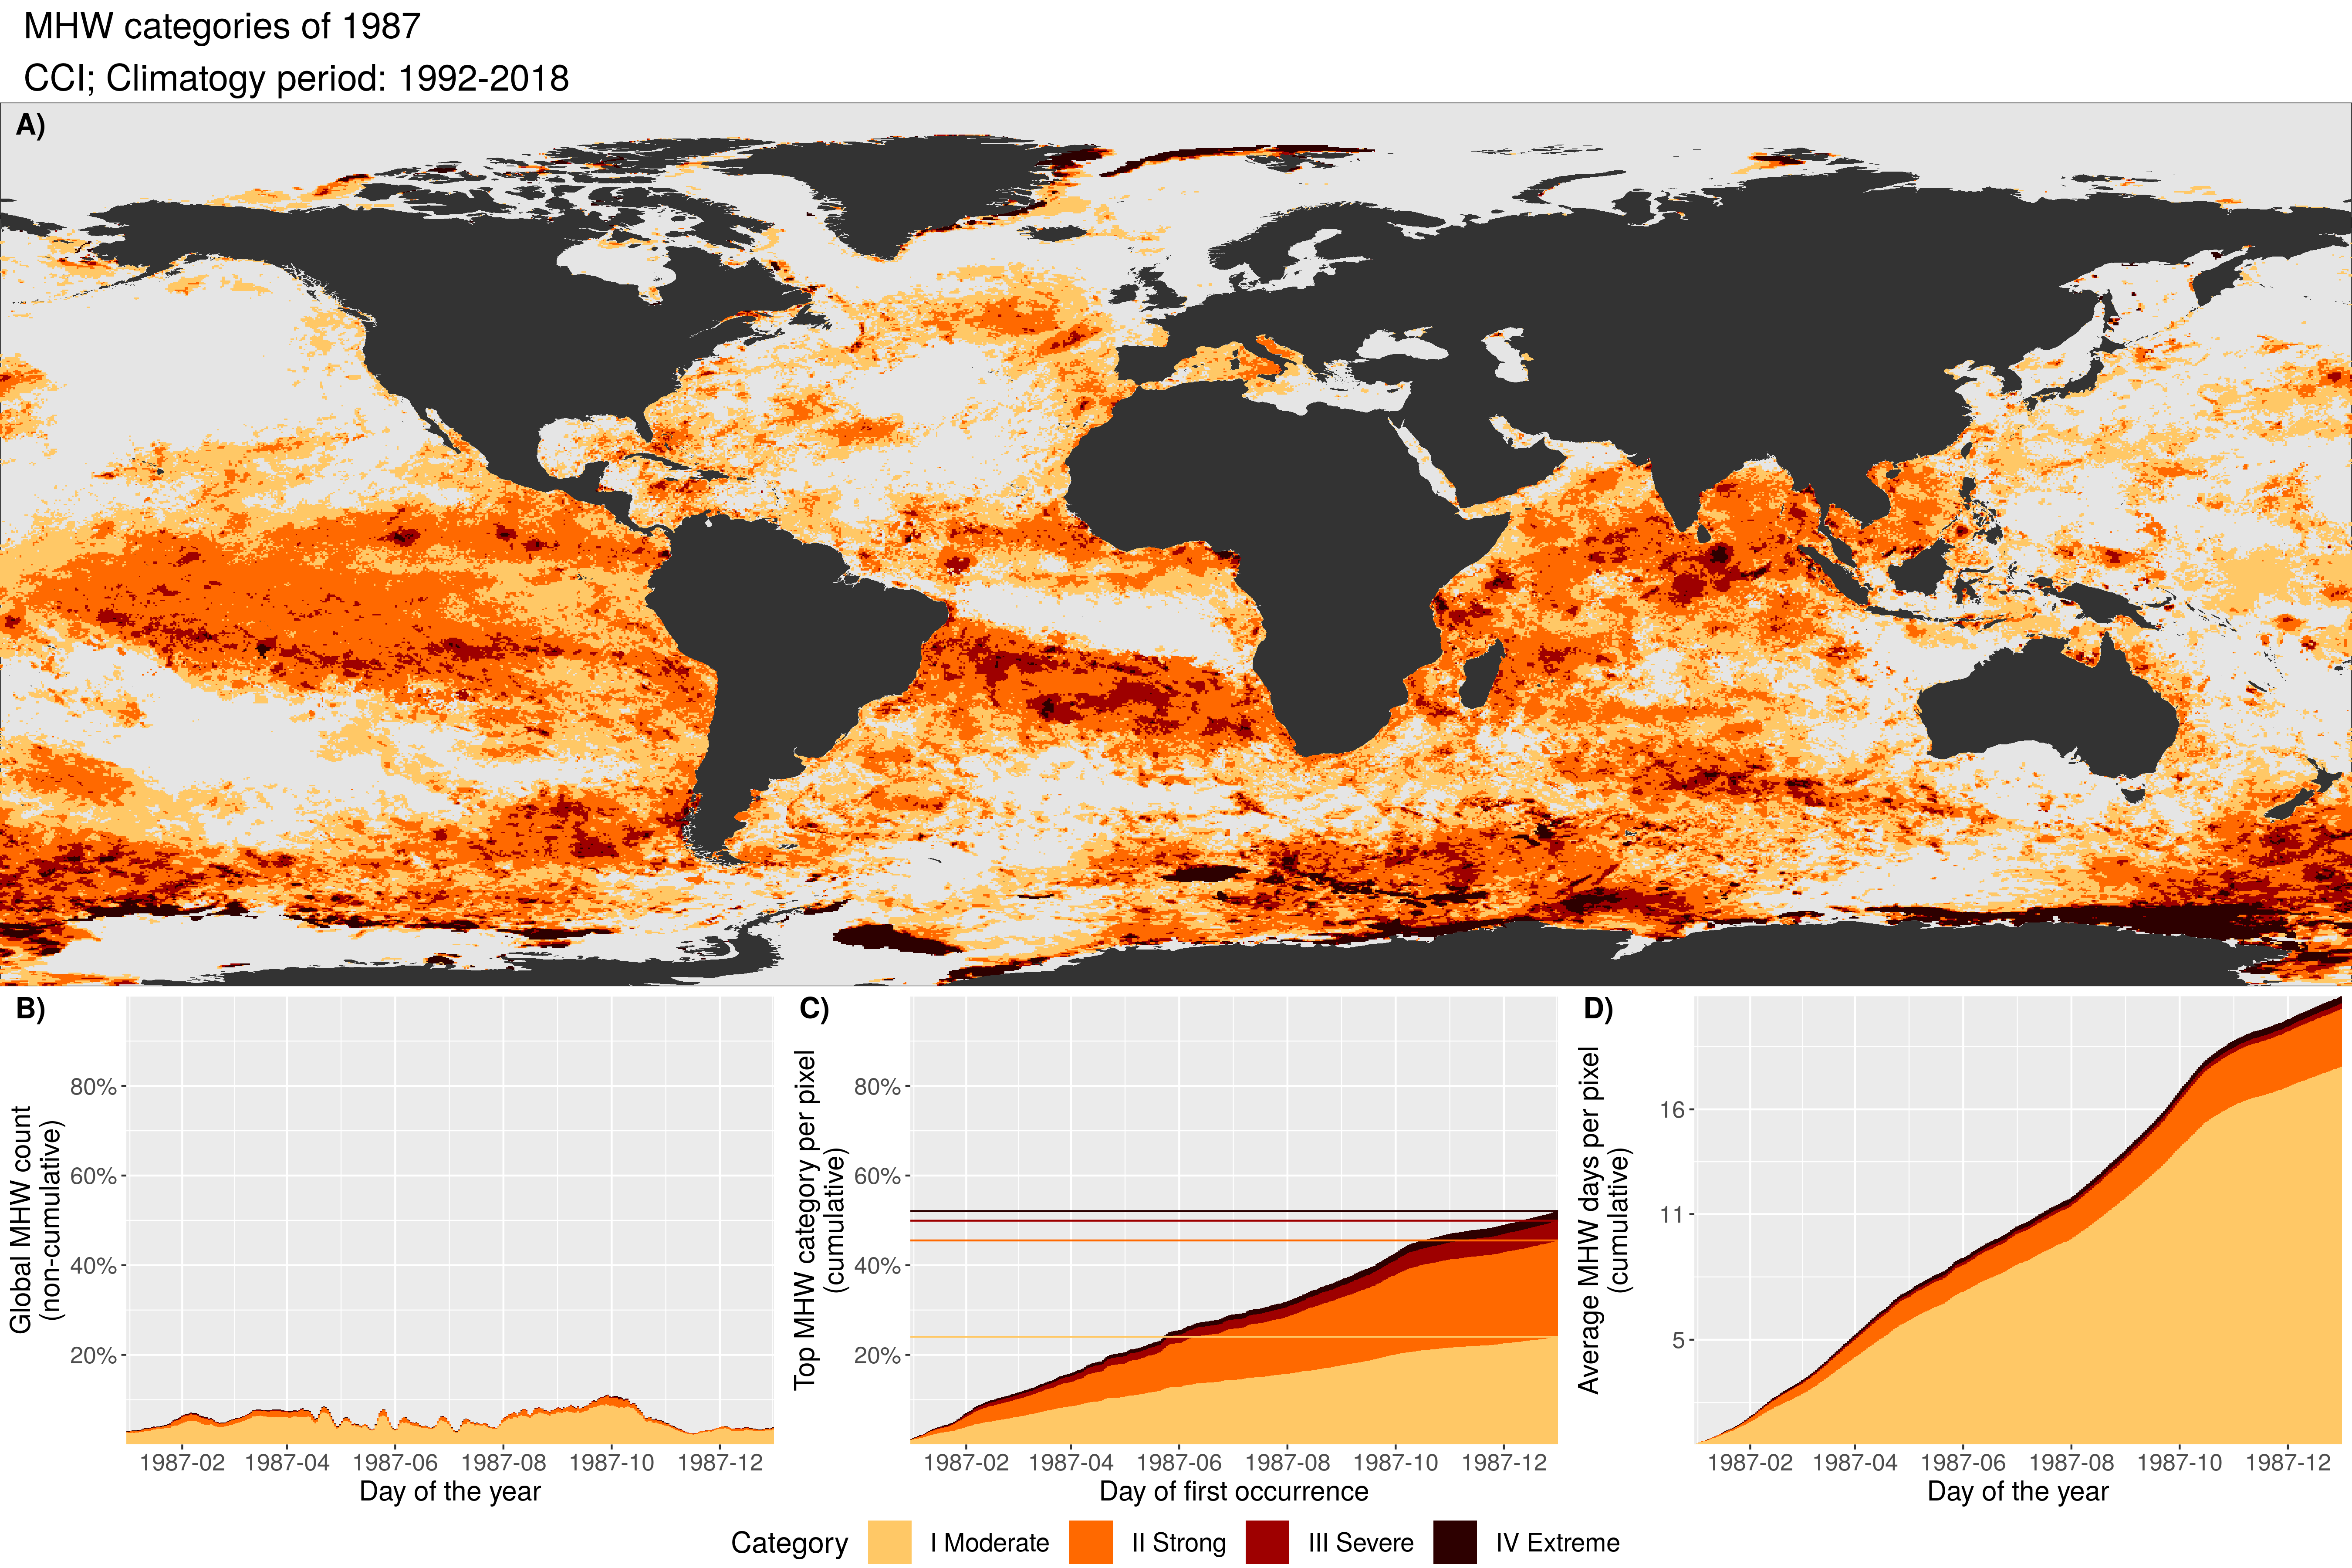 MHW categories of 1987
CCI; Climatogy period: 1992-2018
A)
B)
Global MHW count
(non-cumulative)
80%
60%
40%
20%
1987-02
1987-04
1987-06
1987-08
1987-10
1987-12
Day of the year
C)
Top MHW category per pixel
(cumulative)
80%
60%
40%
20%
1987-02
1987-04
1987-06
1987-08
1987-10
1987-12
Day of first occurrence
D)
Average MHW days per pixel
(cumulative)
16
11
5
1987-02
1987-04
1987-06
1987-08
1987-10
1987-12
Day of the year
Category I Moderate II Strong III Severe IV Extreme